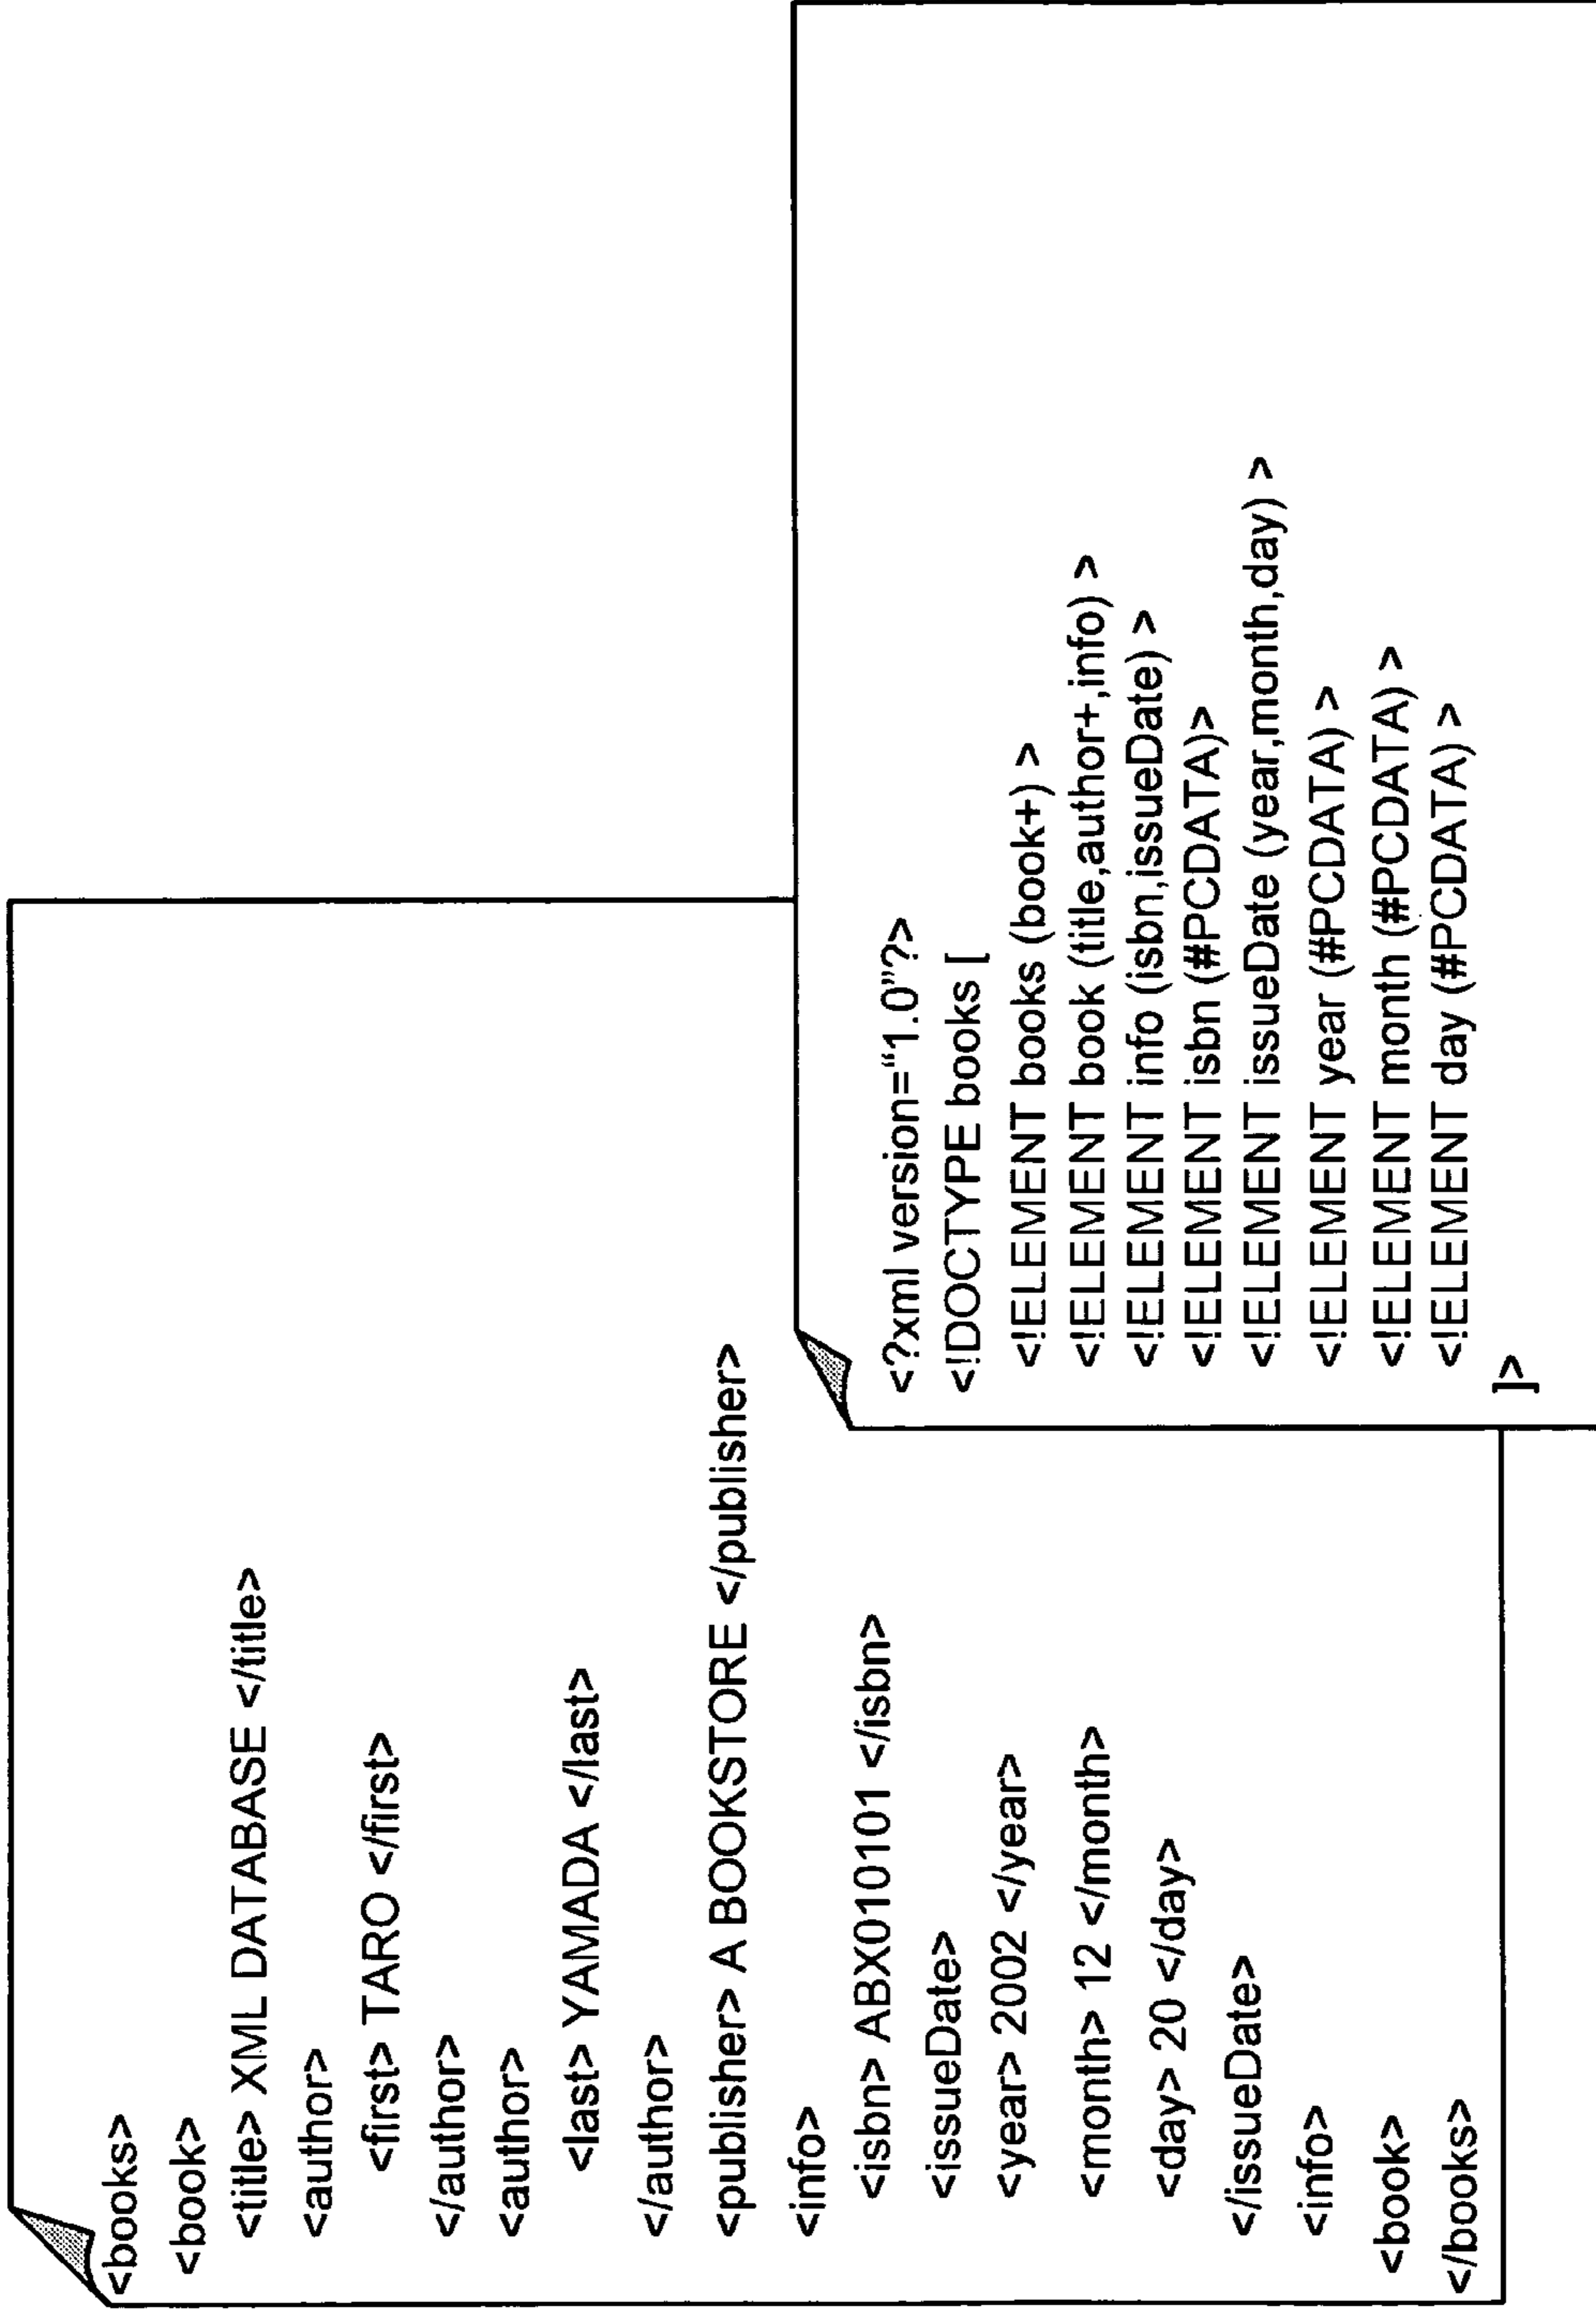 <books>
<book>
<title> XML DATABASE </title>
<author>
<first> TARO </first>
</author>
<author>
<last> YAMADA </last>
</author>
<publisher> A BOOKSTORE </publisher>
<info>
<isbn> ABX010101 </isbn>
<issueDate>
<year> 2002 </year>
<month> 12 </month>
<day> 20 </day>
</issueDate>
<info>
<book>
</books>
<?xml version=“1.0”?>
<!DOCTYPE books [
<!ELEMENT books (book+) >
<!ELEMENT book (title,author+,info) >
<!ELEMENT info (isbn,issueDate) >
<!ELEMENT isbn (#PCDATA)>
<!ELEMENT issueDate (year,month,day) >
<!ELEMENT year (#PCDATA) >
<!ELEMENT month (#PCDATA) >
<!ELEMENT day (#PCDATA) >
]>